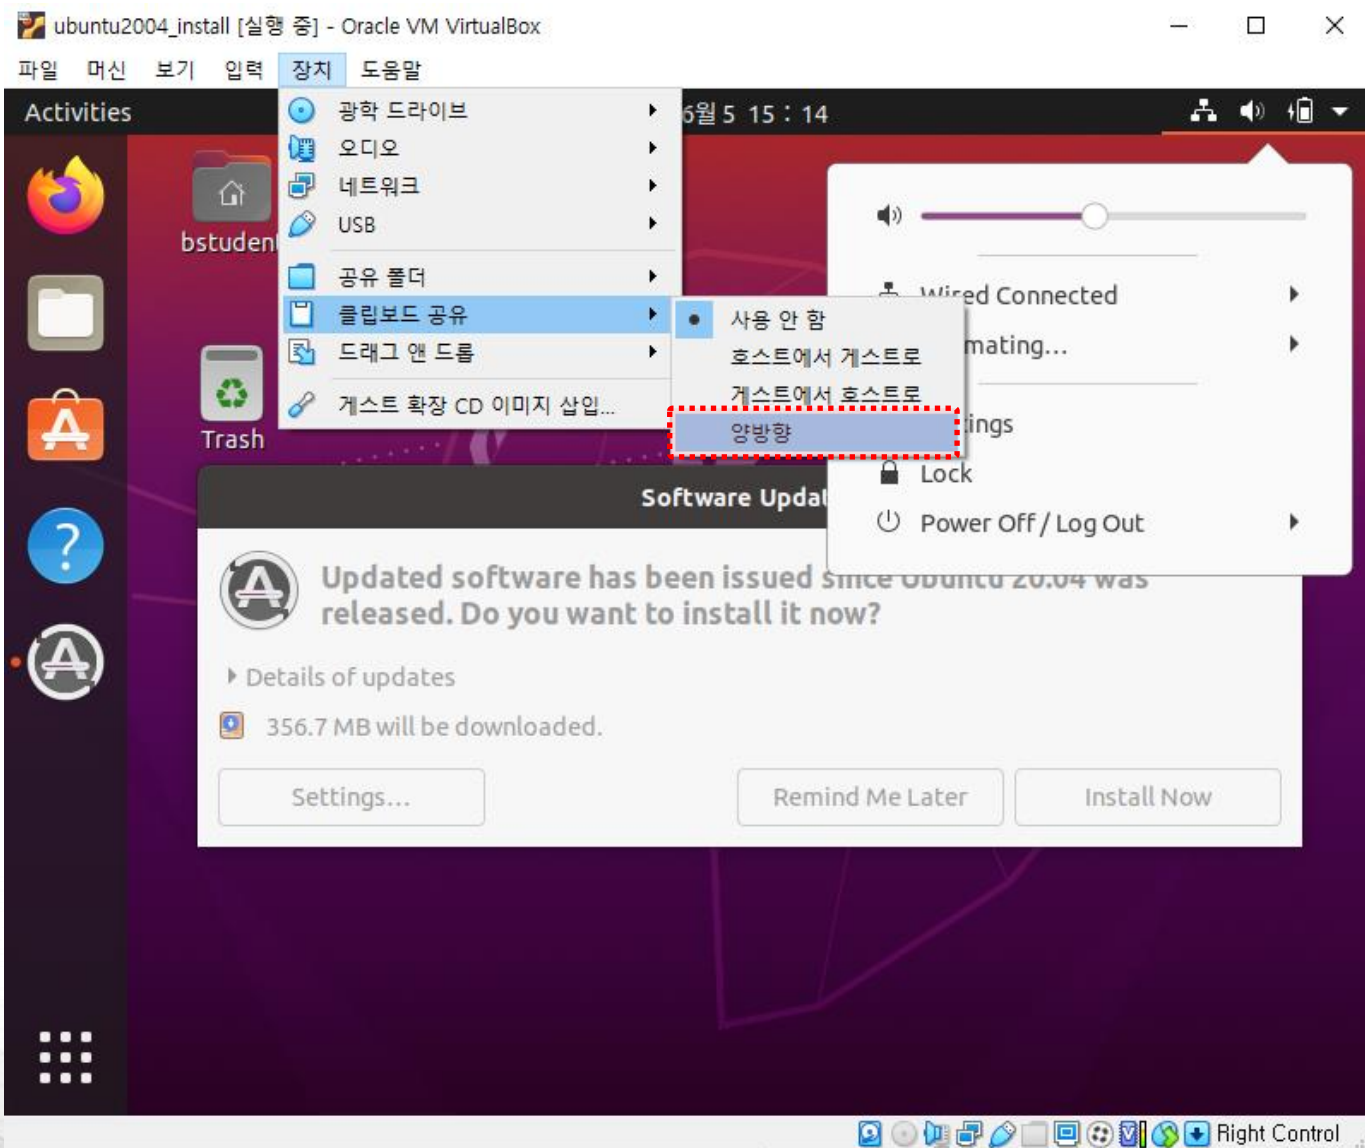 ubuntu2004_install [실행 중] - Oracle VM VirtualBox
파일 머신 보기 입력 장치 도움말
Activities
6월 5 15 : 14
광학 드라이브
오디오
네트워크
USB
공유 폴더
클립보드 공유
드래그 앤 드롭
게스트 확장 CD 이미지 삽입...
사용 안 함
호스트에서 게스트로
게스트에서 호스트로
양방향
bstudent
Trash
Wired Connected
mating...
ings
Lock
Power Off / Log Out
Software Updat
Updated software has been issued since Ubuntu 20.04 was
released. Do you want to install it now?
Details of updates
356.7 MB will be downloaded.
Settings...
Remind Me Later
Install Now
Right Control